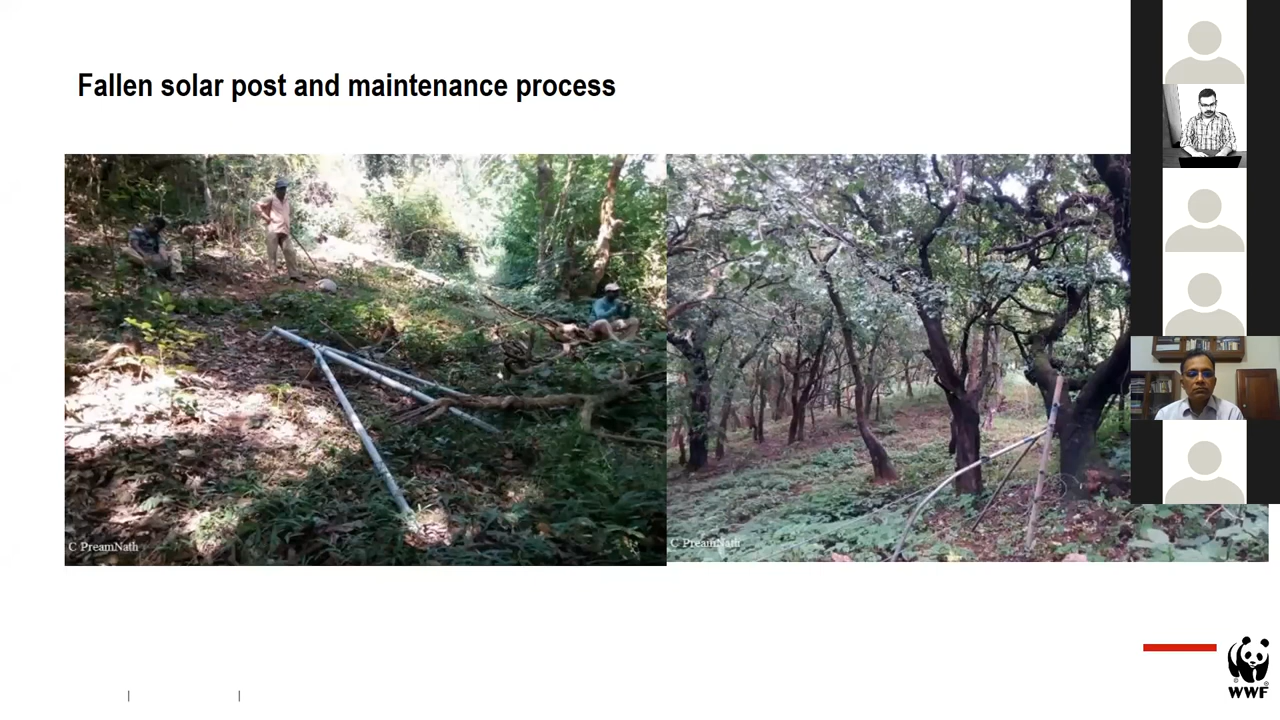 Fallen solar post and maintenance process
C PreamNath
C PreamNath
WWF